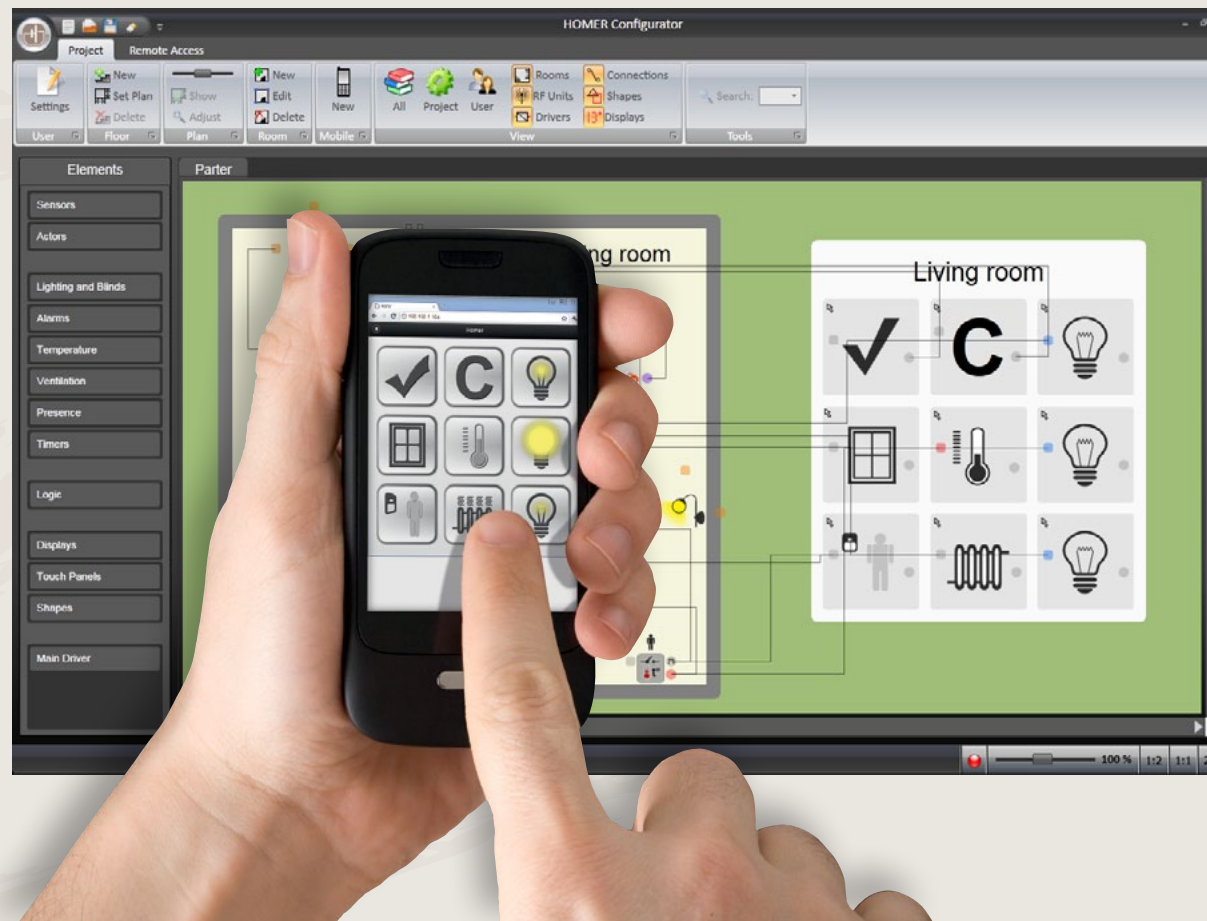 HOMER Configurator
Project
Remote Access
Settings
New
Set Plan
Delete
Show
Adjust
New
Edit
Delete
New
All
Project
User
Rooms
RF Units
Drivers
Connections
Shapes
Displays
Search:
User
Floor
Plan
Room
Mobile
View
Tools
Elements
Parter
Sensors
Actors
Lighting and Blinds
Alarms
Temperature
Ventilation
Presence
Timers
Logic
Displays
Touch Panels
Shapes
Main Driver
ng room
Living room
C
C
100 %
1:2
1:1